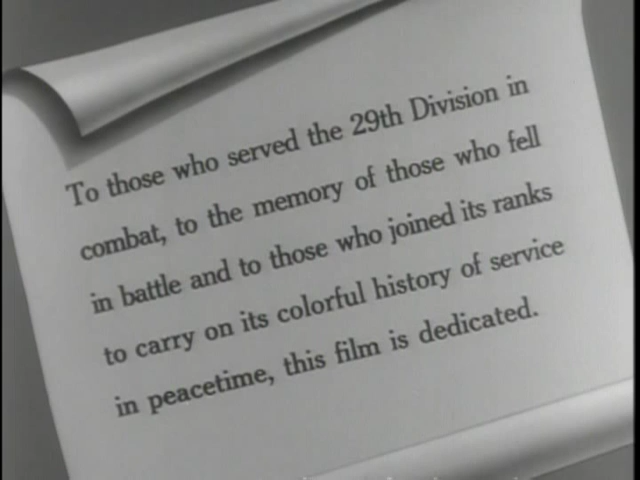 To those who served the 29th Division in
combat, to the memory of those who fell
in battle and to those who joined its ranks
to carry on its colorful history of service
in peacetime, this film is dedicated.